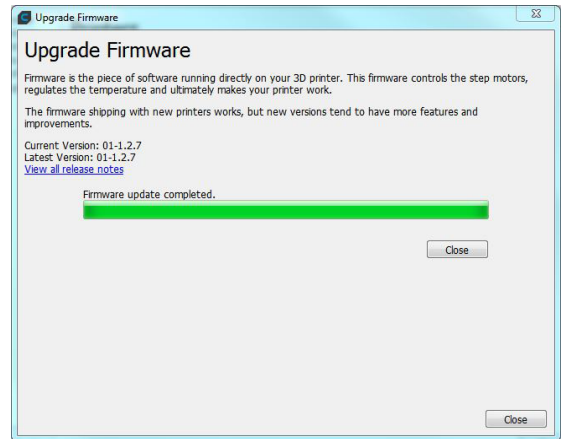 Upgrade Firmware
Upgrade Firmware
Firmware is the piece of software running directly on your 3D printer. This firmware controls the step motors,
regulates the temperature and ultimately makes your printer work.
The firmware shipping with new printers works, but new versions tend to have more features and
improvements.
Current Version: 01-1.2.7
Latest Version: 01-1.2.7
View all release notes
Firmware update completed.
Close
Close